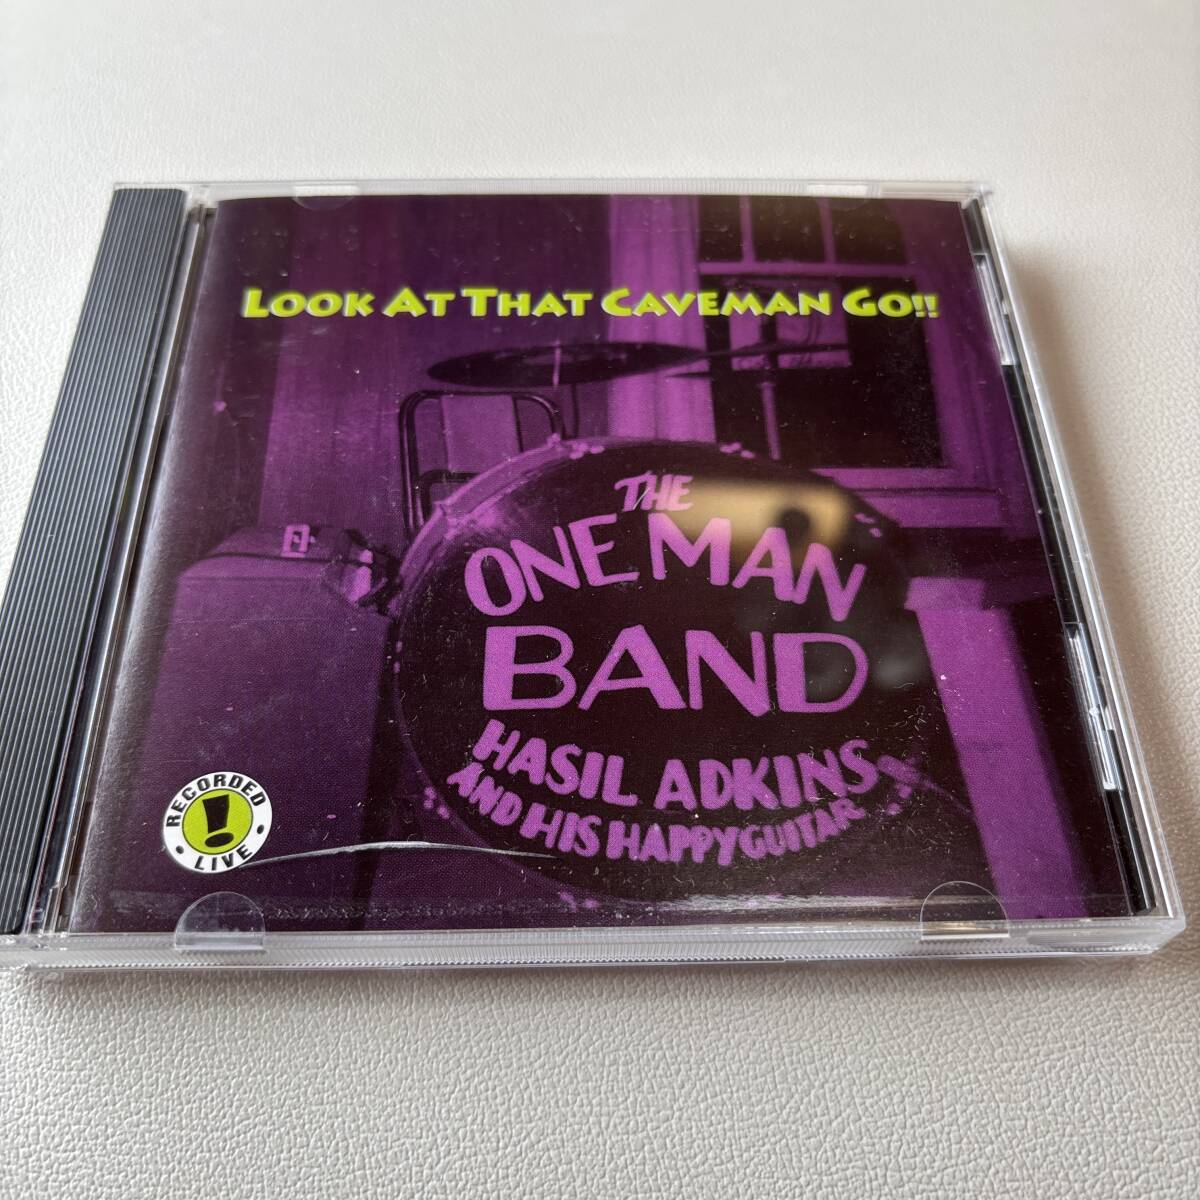 LOOK AT THAT CAVEMAN GO!!
THE
ONE MAN
BAND
HASIL ADKINS
AND HIS HAPPY GUITAR
RECORDED
LIVE